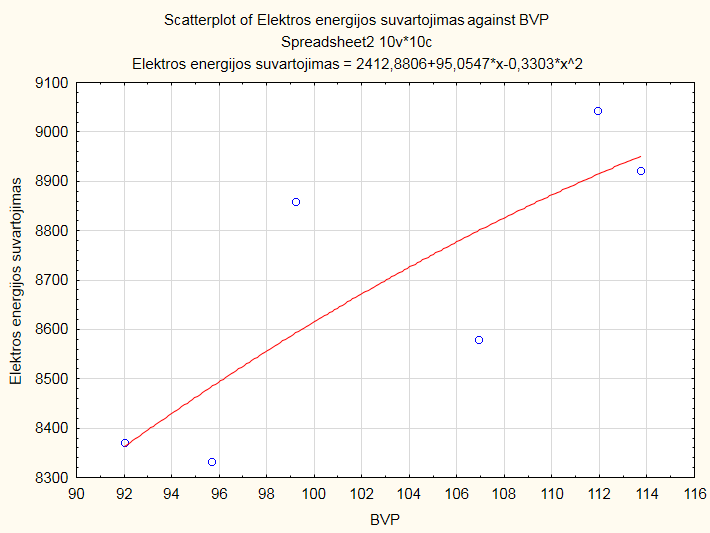 Scatterplot of Elektros energijos suvartojimas against BVP
Spreadsheet2 10v*10c
Elektros energijos suvartojimas = 2412,8806+95,0547*x-0,3303*x^2
9100
9000
8900
8800
8700
8600
8500
8400
8300
Elektros energijos suvartojimas
90 92 94 96 98 100 102 104 106 108 110 112 114 116
BVP